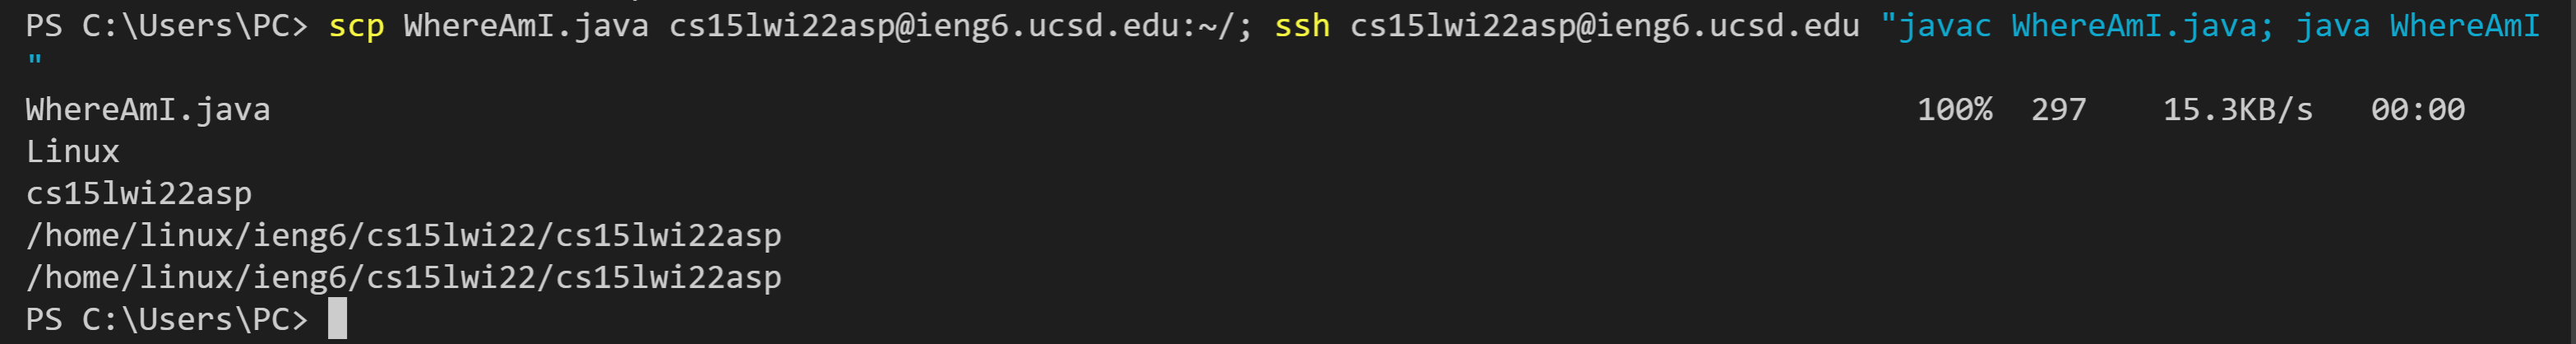 PS C:\Users\PC> scp WhereAmI.java cs15lwi22asp@ieng6.ucsd.edu:~/; ssh cs15lwi22asp@ieng6.ucsd.edu "javac WhereAmI.java; java WhereAmI
"
WhereAmI.java 100% 297 15.3KB/s 00:00
Linux
cs15lwi22asp
/home/linux/ieng6/cs15lwi22/cs15lwi22asp
/home/linux/ieng6/cs15lwi22/cs15lwi22asp
PS C:\Users\PC>